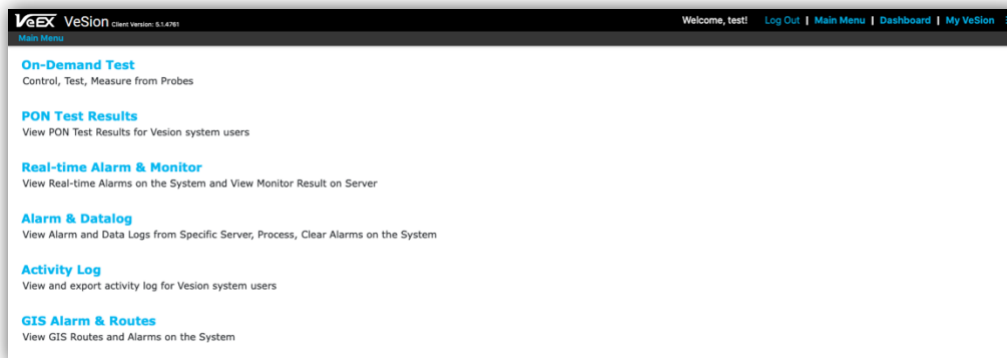 VeEX VeSion Client Version: 5.1.4761 Welcome, test! Log Out | Main Menu | Dashboard | My VeSion
Main Menu
On-Demand Test
Control, Test, Measure from Probes
PON Test Results
View PON Test Results for Vesion system users
Real-time Alarm & Monitor
View Real-time Alarms on the System and View Monitor Result on Server
Alarm & Datalog
View Alarm and Data Logs from Specific Server, Process, Clear Alarms on the System
Activity Log
View and export activity log for Vesion system users
GIS Alarm & Routes
View GIS Routes and Alarms on the System